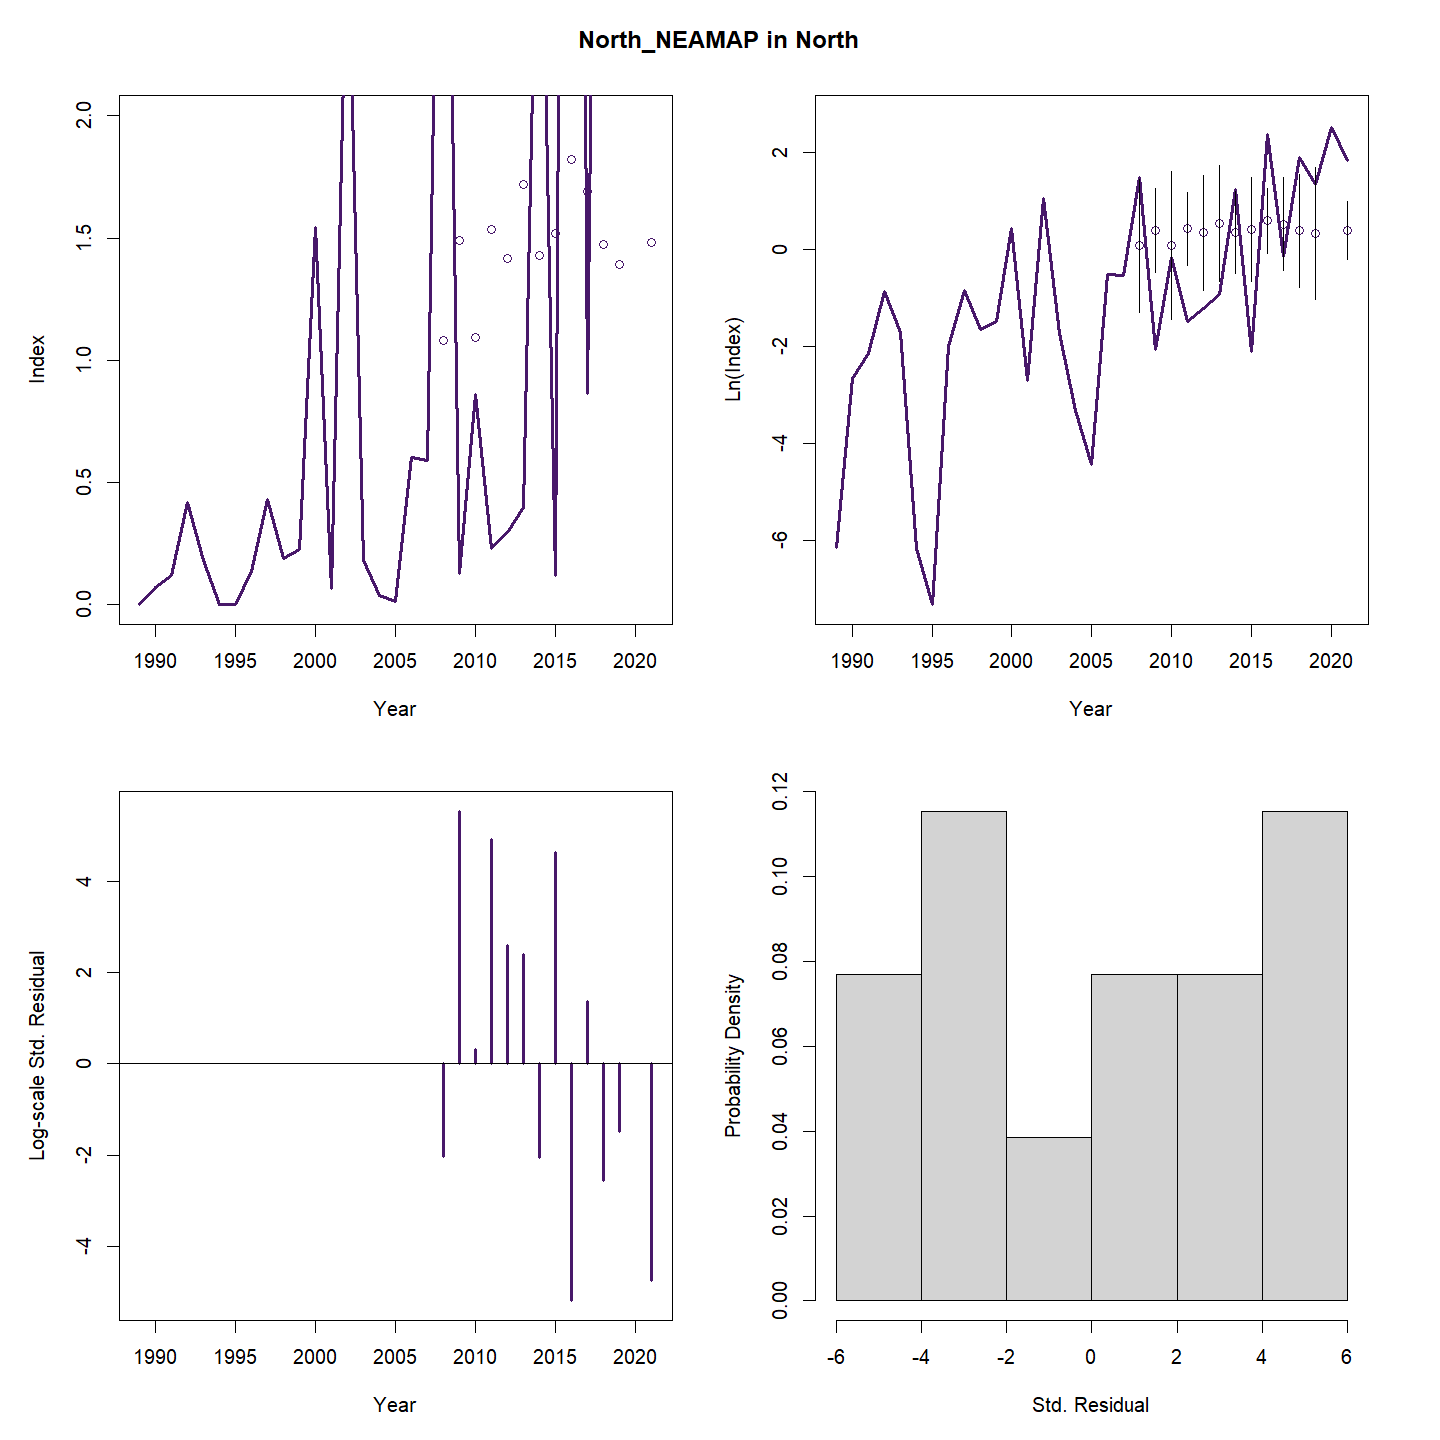 North_NEAMAP in North
Index
2.0
1.5
1.0
0.5
0.0
1990 1995 2000 2005 2010 2015 2020
Year
Ln(Index)
2
0
-2
-4
-6
1990 1995 2000 2005 2010 2015 2020
Year
Log-scale Std. Residual
4
2
0
-2
-4
1990 1995 2000 2005 2010 2015 2020
Year
Probability Density
0.12
0.10
0.08
0.06
0.04
0.02
0.00
-6 -4 -2 0 2 4 6
Std. Residual